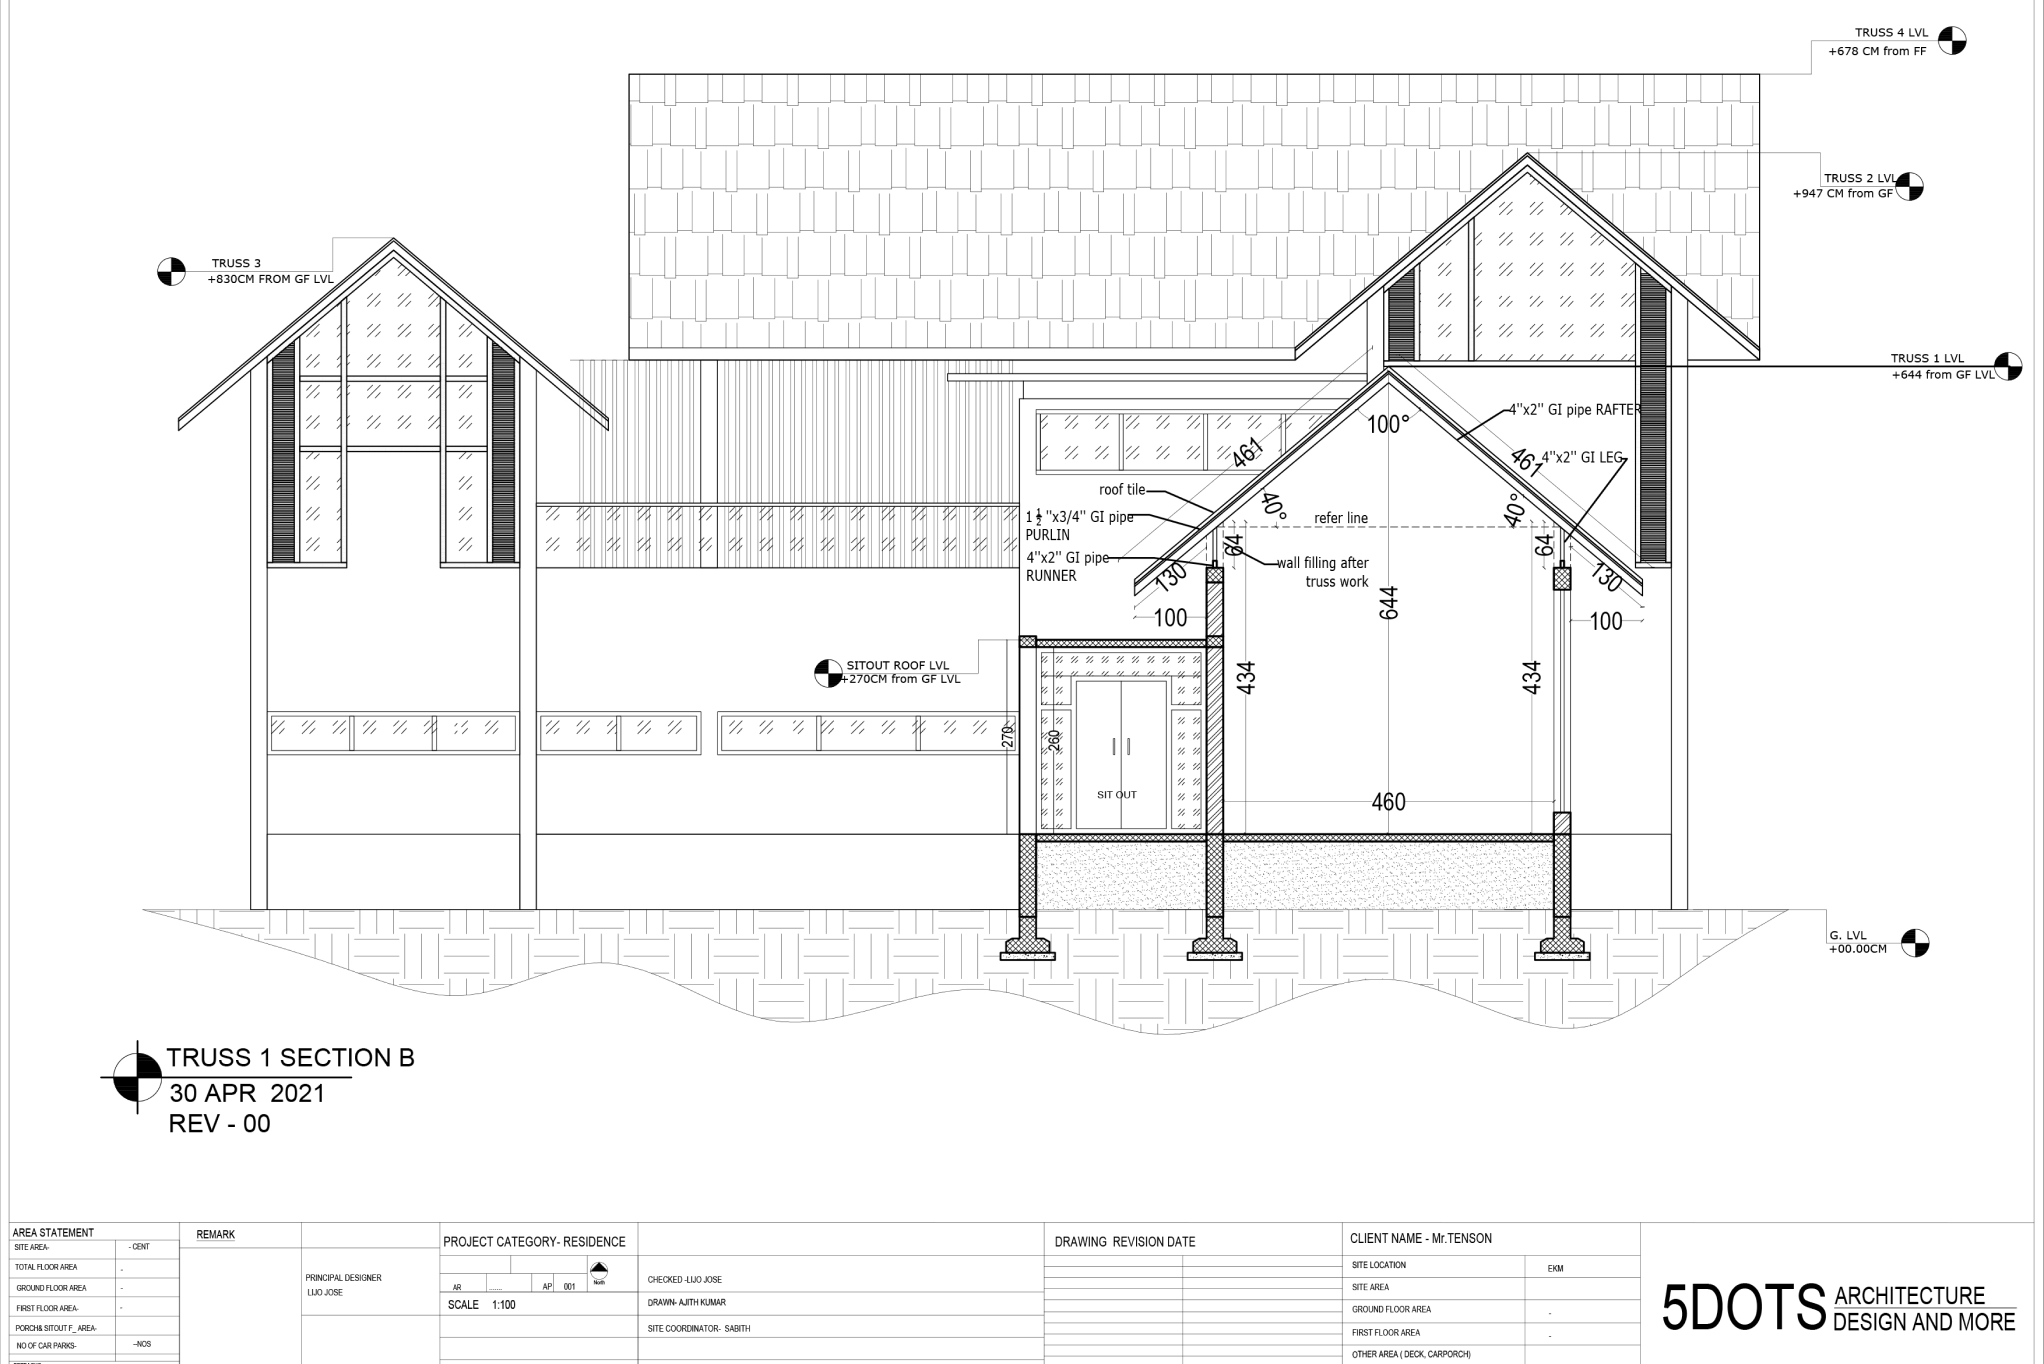 TRUSS 4 LVL
+678 CM from FF
TRUSS 2 LVL
+947 CM from GF
TRUSS 3
+830CM FROM GF LVL
TRUSS 1 LVL
+644 from GF LVL
100°
4"x2" GI pipe RAFTER
461
461
4"x2" GI LEG
roof tile
40°
40°
1 1/2 "x3/4" GI pipe
PURLIN
refer line
4"x2" GI pipe
RUNNER
64
64
wall filling after
truss work
130
130
100
100
644
SITOUT ROOF LVL
+270CM from GF LVL
434
434
270
260
SIT OUT
460
G. LVL
+00.00CM
TRUSS 1 SECTION B
30 APR 2021
REV - 00
AREA STATEMENT
SITE AREA- - CENT
TOTAL FLOOR AREA -
GROUND FLOOR AREA -
FIRST FLOOR AREA- -
PORCH& SITOUT F_ AREA-
NO OF CAR PARKS- --NOS
REMARK
PRINCIPAL DESIGNER
LIJO JOSE
PROJECT CATEGORY- RESIDENCE
North
AR ....... AP 001
SCALE 1:100
CHECKED -LIJO JOSE
DRAWN- AJITH KUMAR
SITE COORDINATOR- SABITH
DRAWING REVISION DATE
CLIENT NAME - Mr.TENSON
SITE LOCATION EKM
SITE AREA
GROUND FLOOR AREA -
FIRST FLOOR AREA -
OTHER AREA ( DECK, CARPORCH)
5DOTS ARCHITECTURE
DESIGN AND MORE